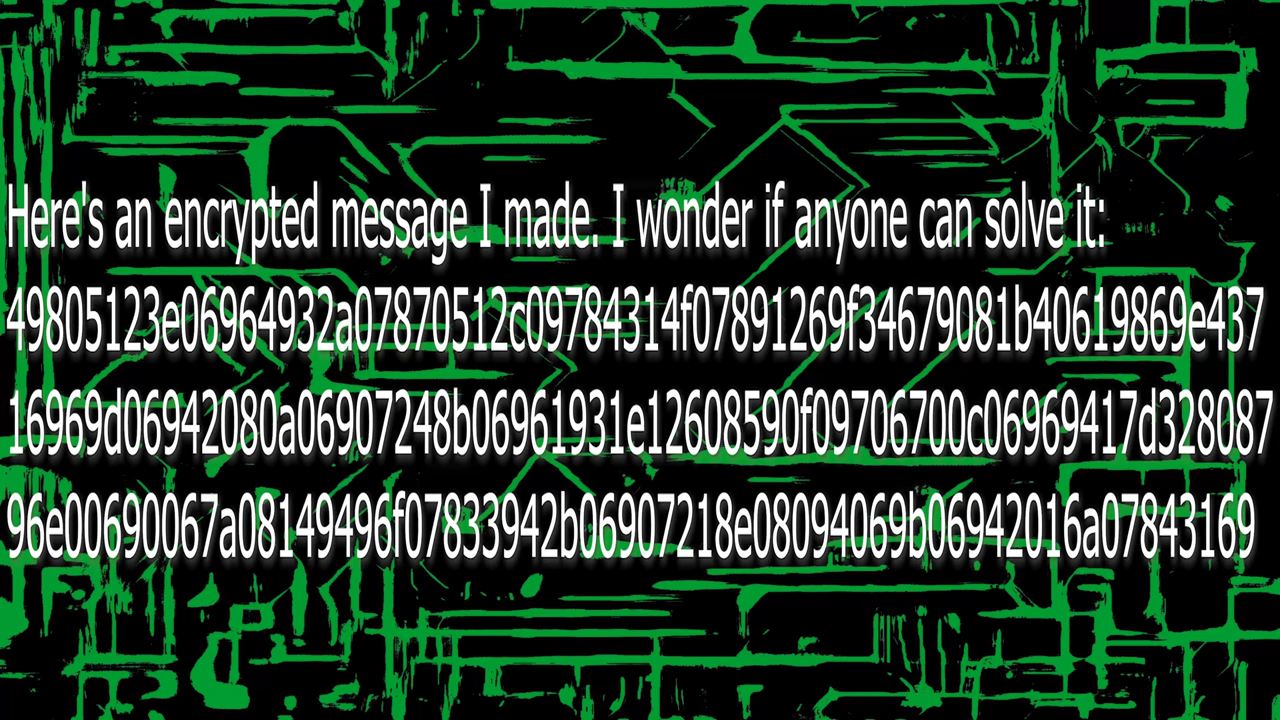 Here's an encrypted message I made. I wonder if anyone can solve it:
49805123e06964932a07870512c09784314f07891269f34679081b40619869e437
16969d06942080a06907248b06961931e12608590f09706700c06969417d328087
96e00690067a08149496f07833942b06907218e08094069b06942016a07843169